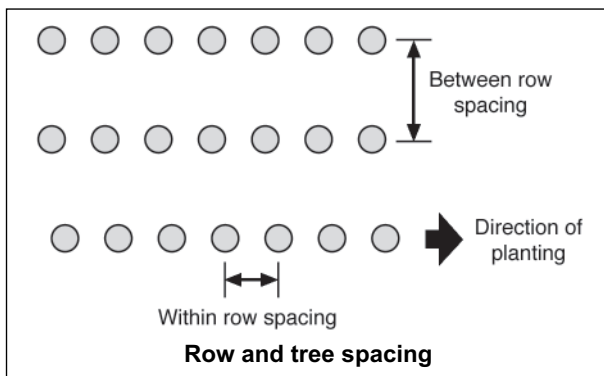 Between row
spacing
Direction of
planting
Within row spacing
Row and tree spacing